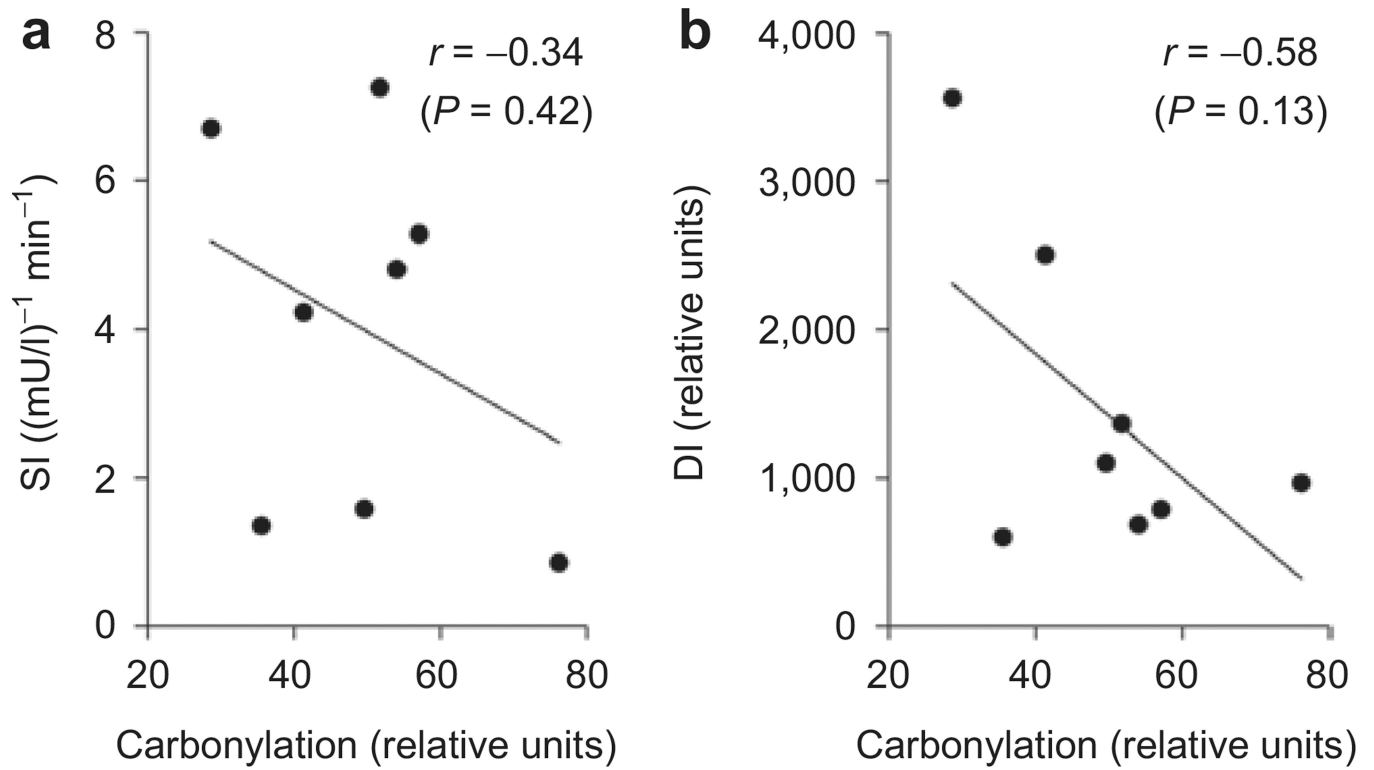 a
r = –0.34
(P = 0.42)
8
6
4
2
0
SI ((mU/l)⁻¹ min⁻¹)
20 40 60 80
Carbonylation (relative units)
b
r = –0.58
(P = 0.13)
4,000
3,000
2,000
1,000
0
DI (relative units)
20 40 60 80
Carbonylation (relative units)